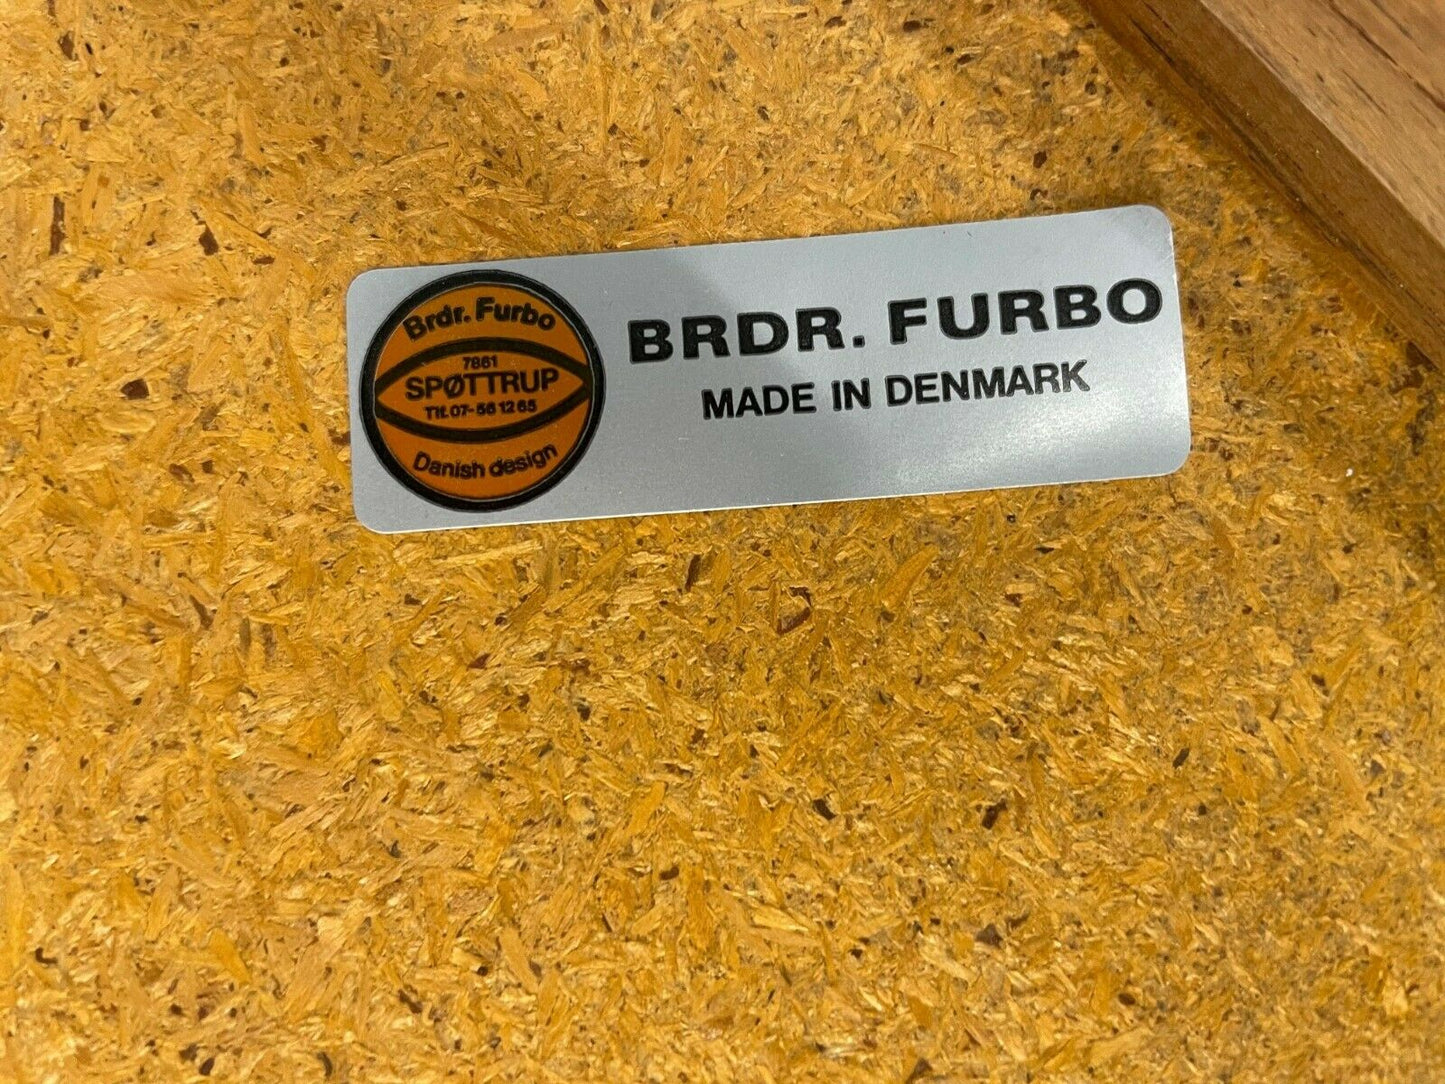 Brdr. Furbo
7861
SPØTTRUP
Tlf. 07-56 12 65
Danish design
BRDR. FURBO
MADE IN DENMARK